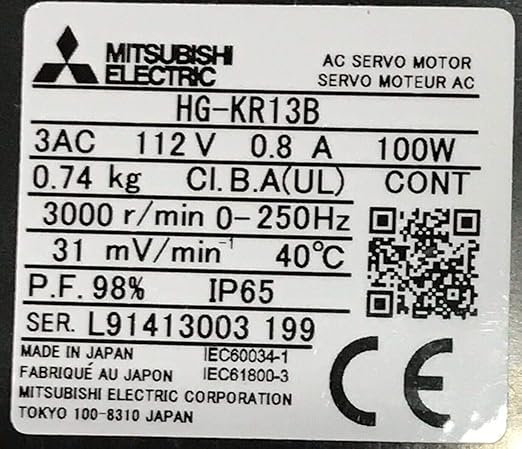 MITSUBISHI
ELECTRIC
AC SERVO MOTOR
SERVO MOTEUR AC
HG-KR13B
3AC 112 V 0.8 A 100W
0.74 kg CI. B.A(UL) CONT
3000 r/min 0-250Hz
31 mV/min⁻¹ 40℃
P.F. 98% IP65
SER. L91413003 199
MADE IN JAPAN IEC60034-1
FABRIQUÉ AU JAPON IEC61800-3
MITSUBISHI ELECTRIC CORPORATION
TOKYO 100-8310 JAPAN
CE